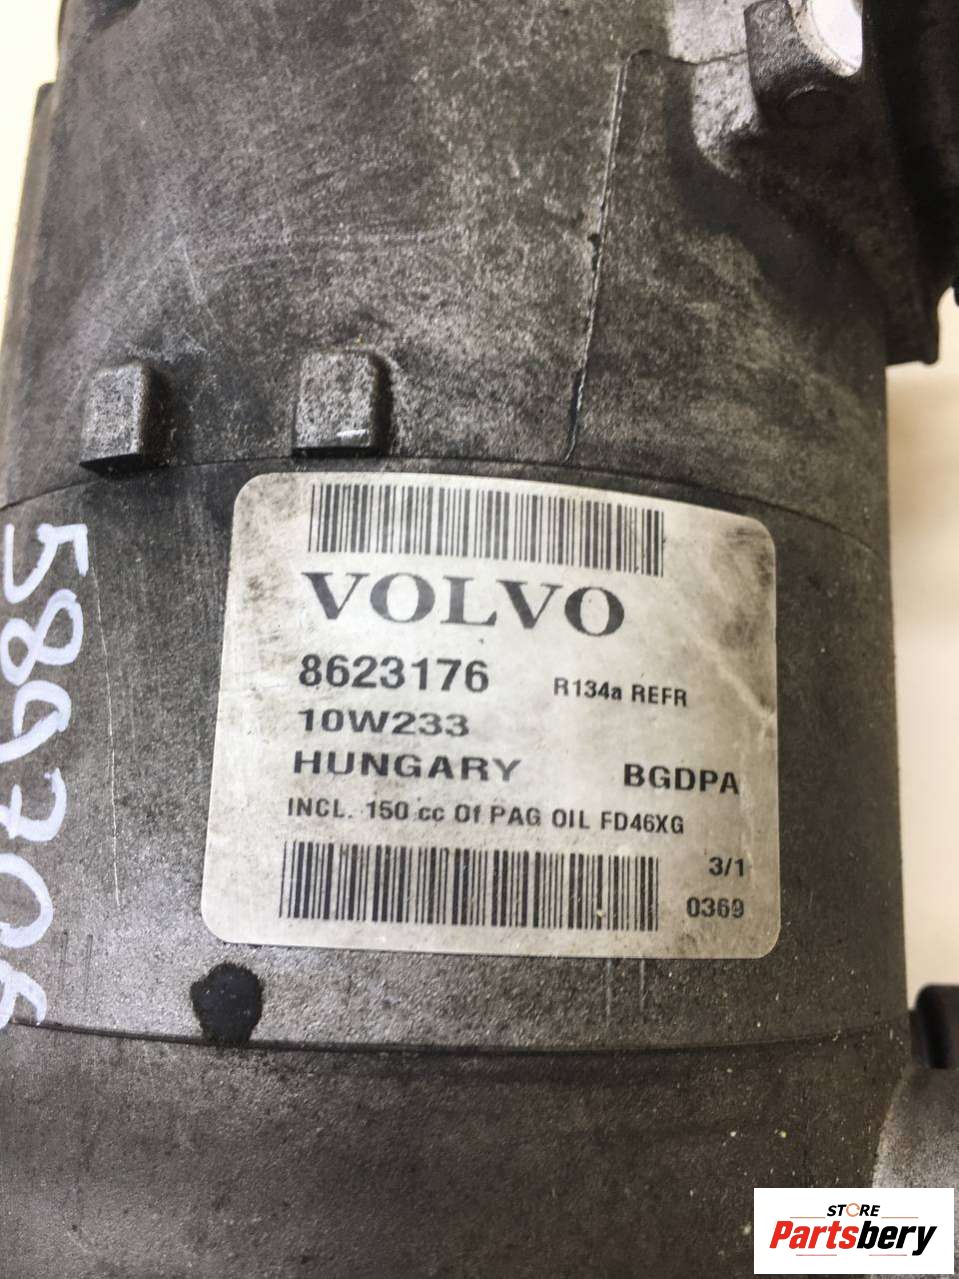 VOLVO
8623176 R134a REFR
10W233
HUNGARY BGDPA
INCL. 150 cc Of PAG OIL FD46XG
3/1
0369
STORE
Partsbery